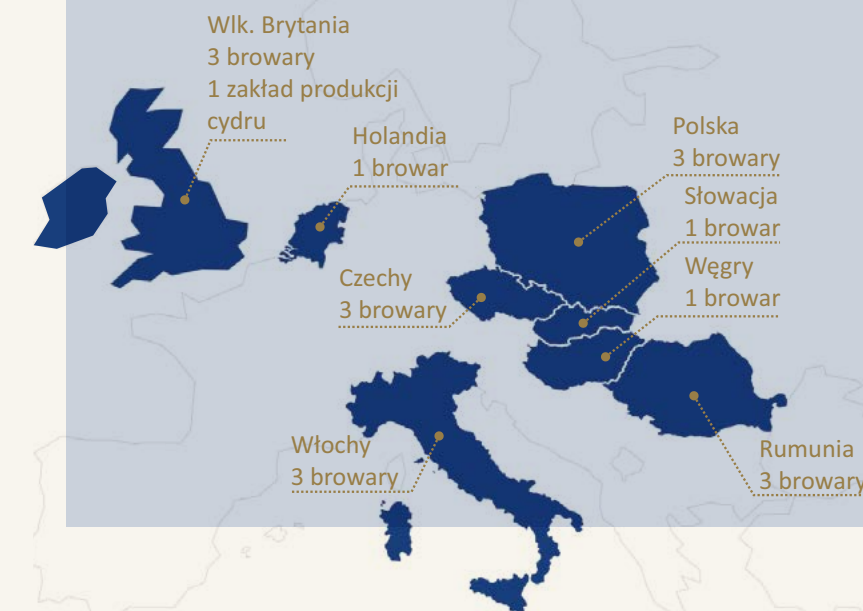 Wlk. Brytania
3 browary
1 zakład produkcji
cydru
Holandia
1 browar
Polska
3 browary
Słowacja
1 browar
Węgry
1 browar
Czechy
3 browary
Włochy
3 browary
Rumunia
3 browary